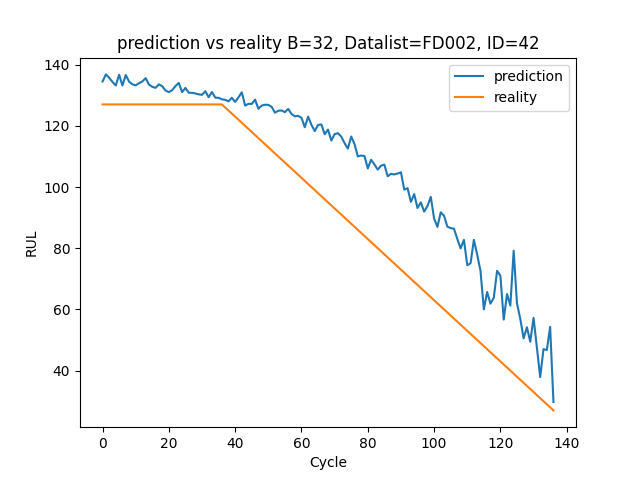 prediction vs reality B=32, Datalist=FD002, ID=42
prediction
reality
RUL
140
120
100
80
60
40
0 20 40 60 80 100 120 140
Cycle